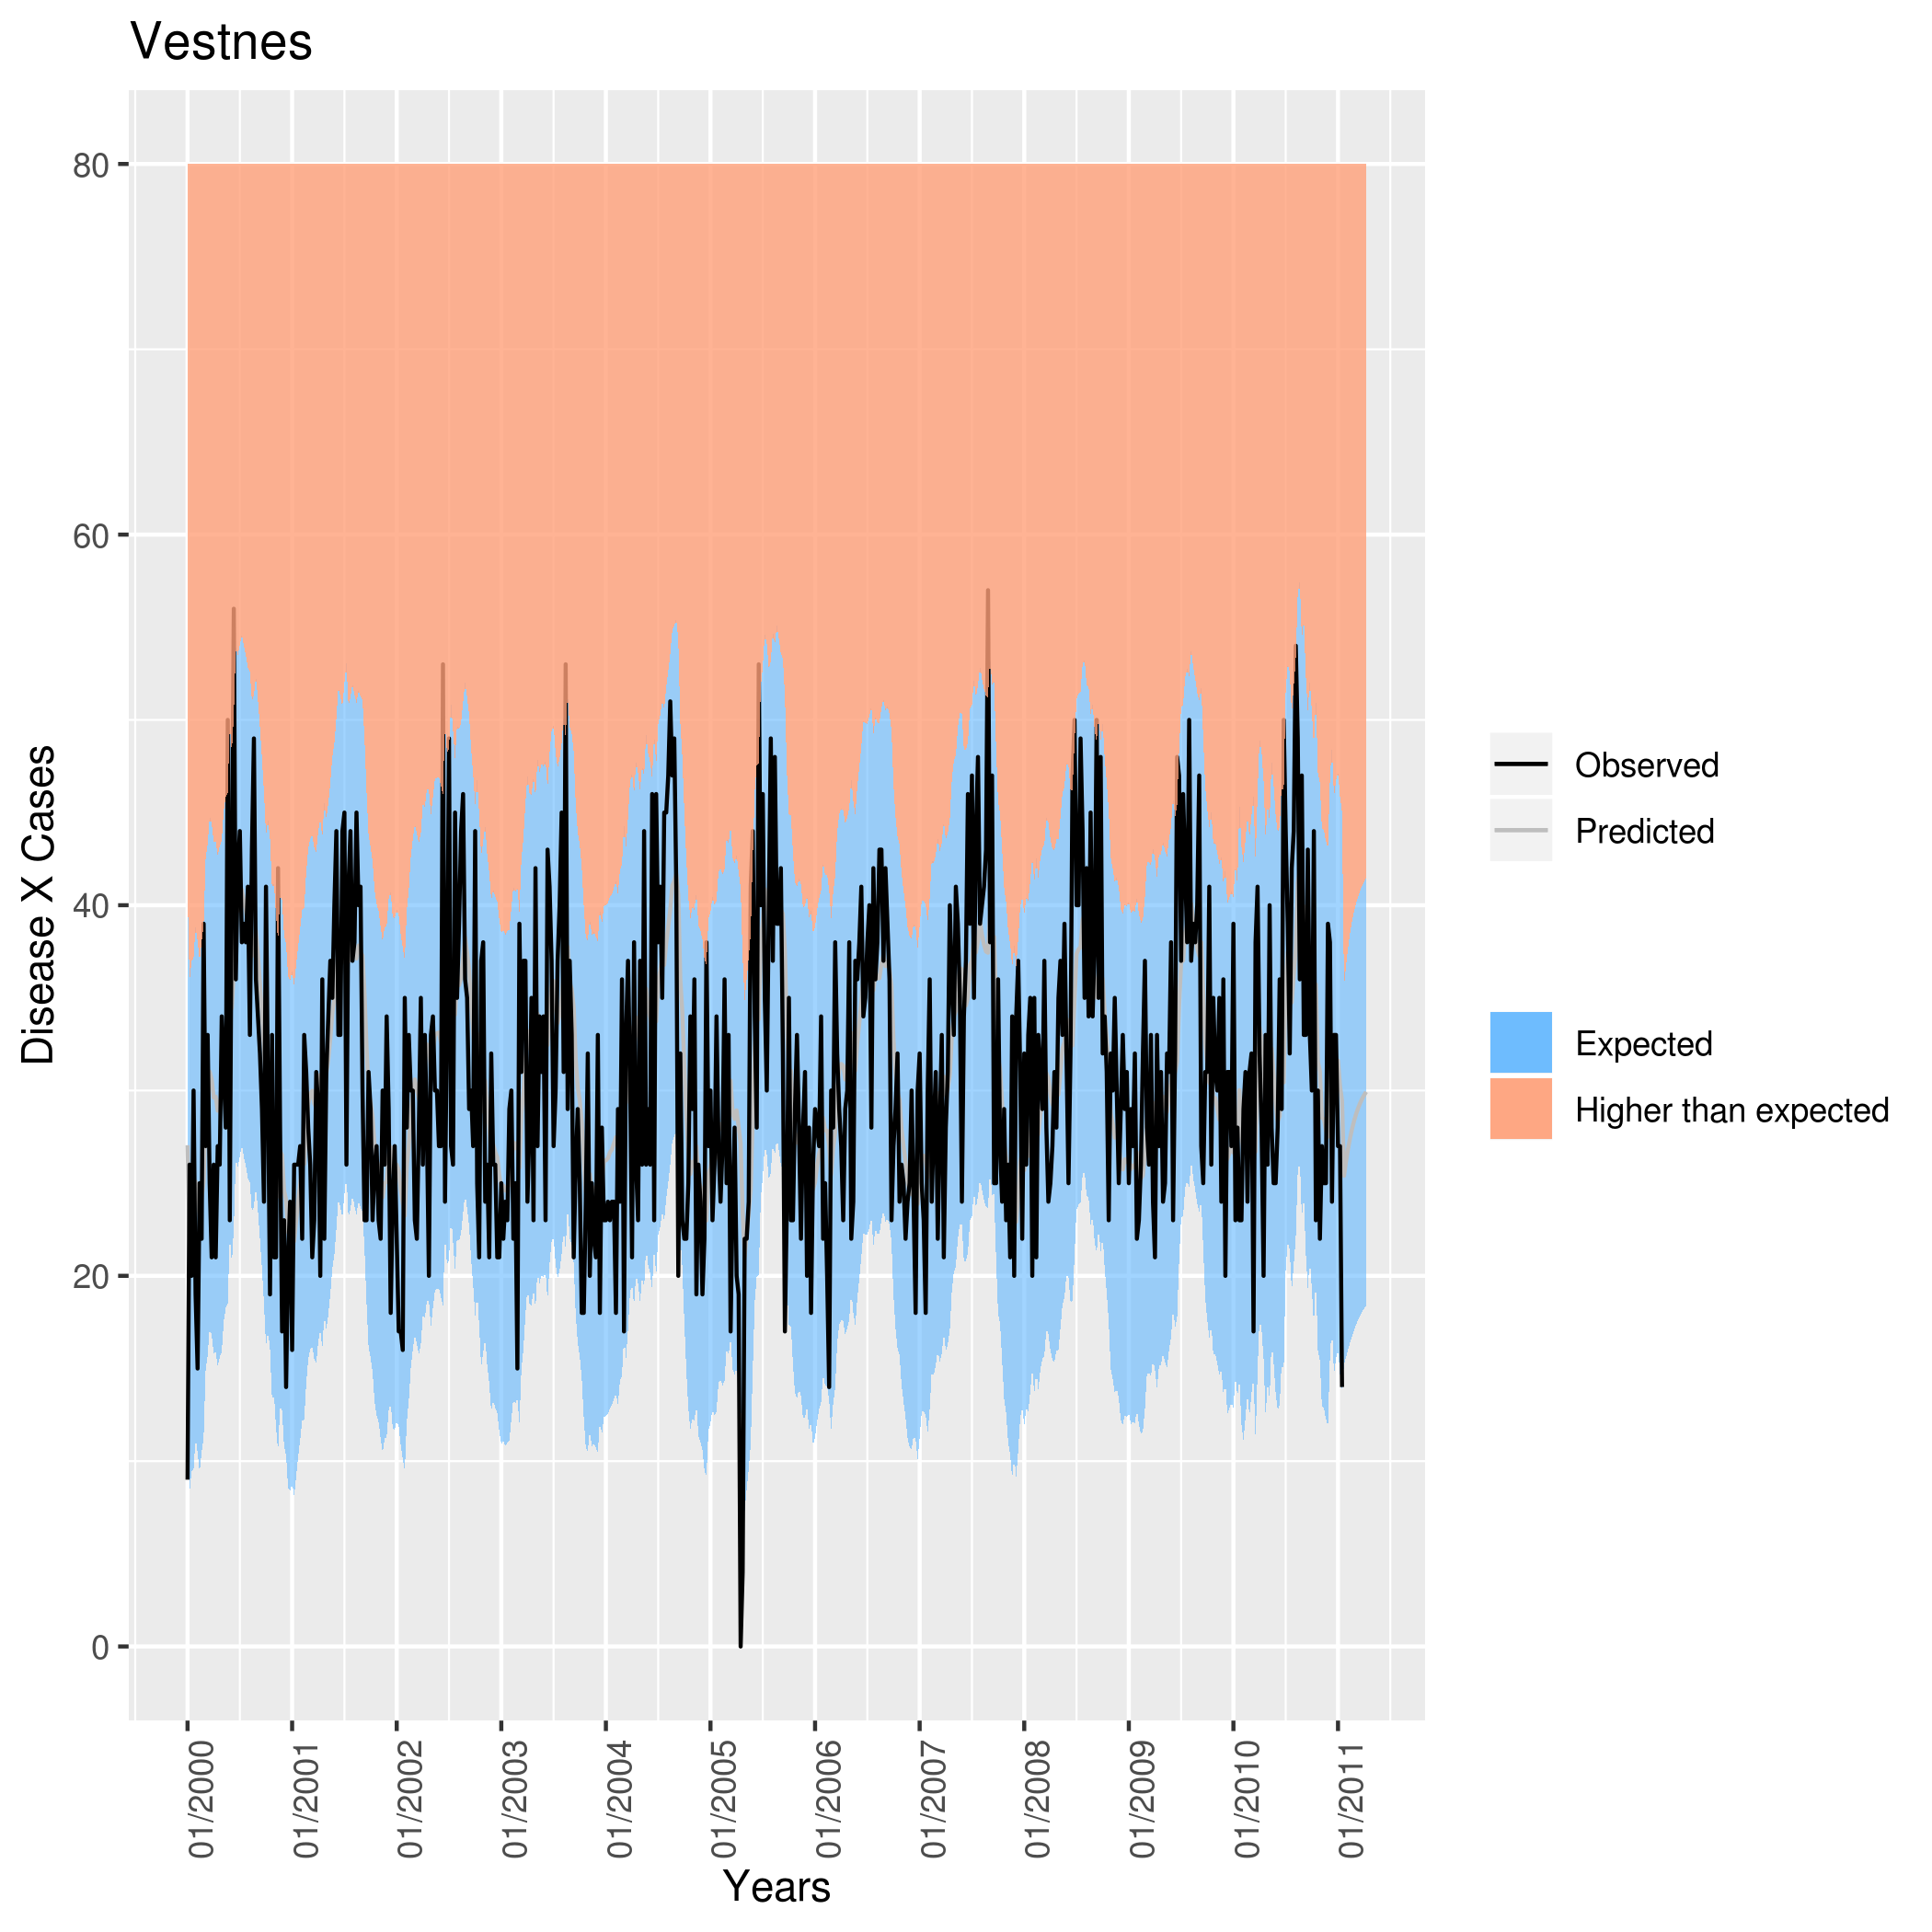 Vestnes
Disease X Cases
80
60
40
20
0
01/2000
01/2001
01/2002
01/2003
01/2004
01/2005
01/2006
01/2007
01/2008
01/2009
01/2010
01/2011
Years
Observed
Predicted
Expected
Higher than expected